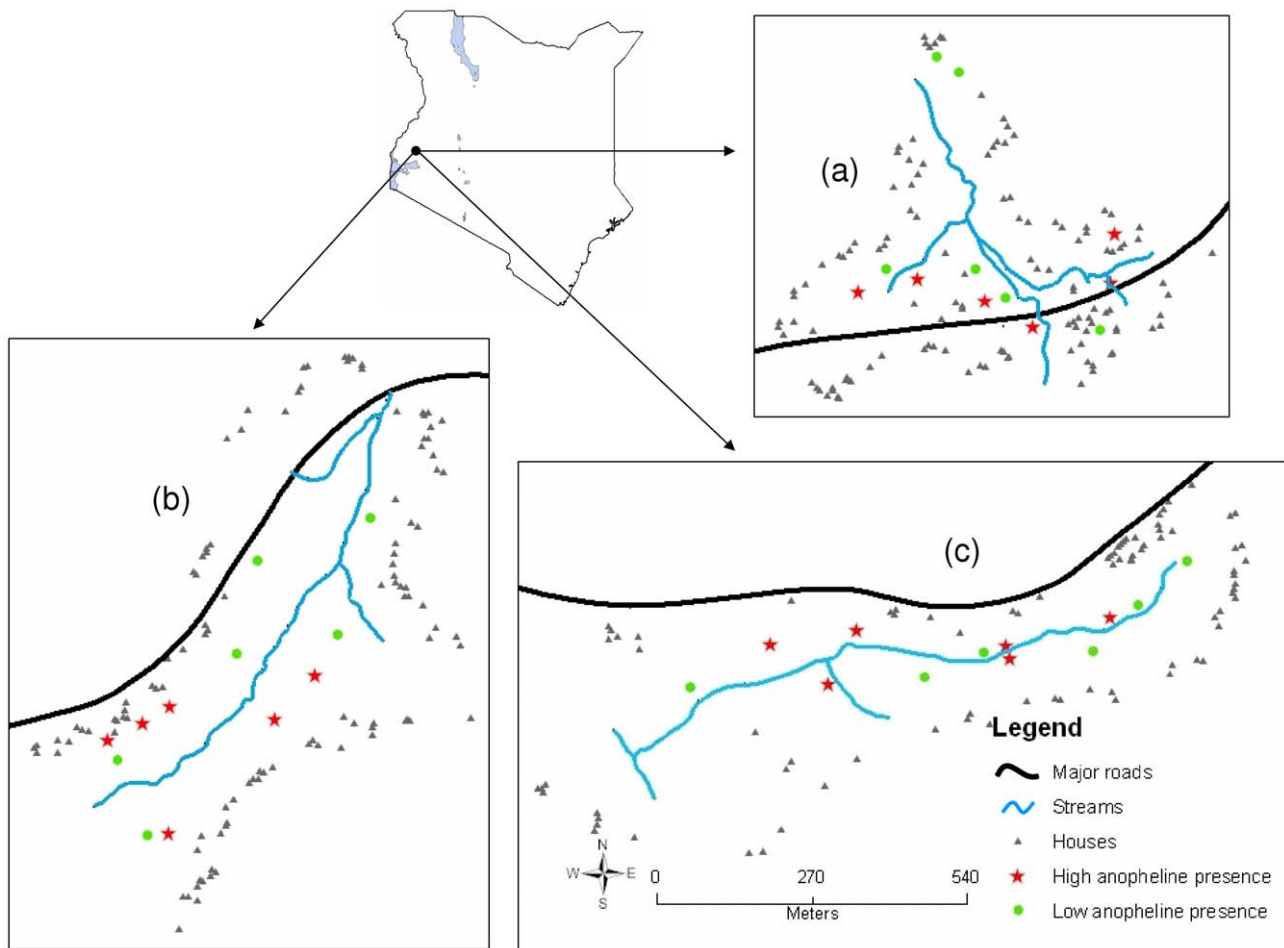 (a)
(b)
(c)
Legend
Major roads
Streams
Houses
High anopheline presence
Low anopheline presence
N
W E
S
0 270 540
Meters